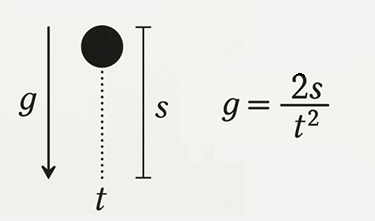 g
s
t
g = 2s/t²